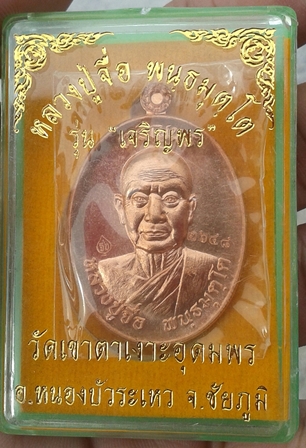 หลวงปู่จื่อ พนฺธมุตฺโต
รุ่น "เจริญพร"
๒๖๔๘
หลวงปู่จื่อ พนฺธมุตฺโต
วัดเขาตาเงาะอุดมพร
อ.หนองบัวระเหว จ.ชัยภูมิ